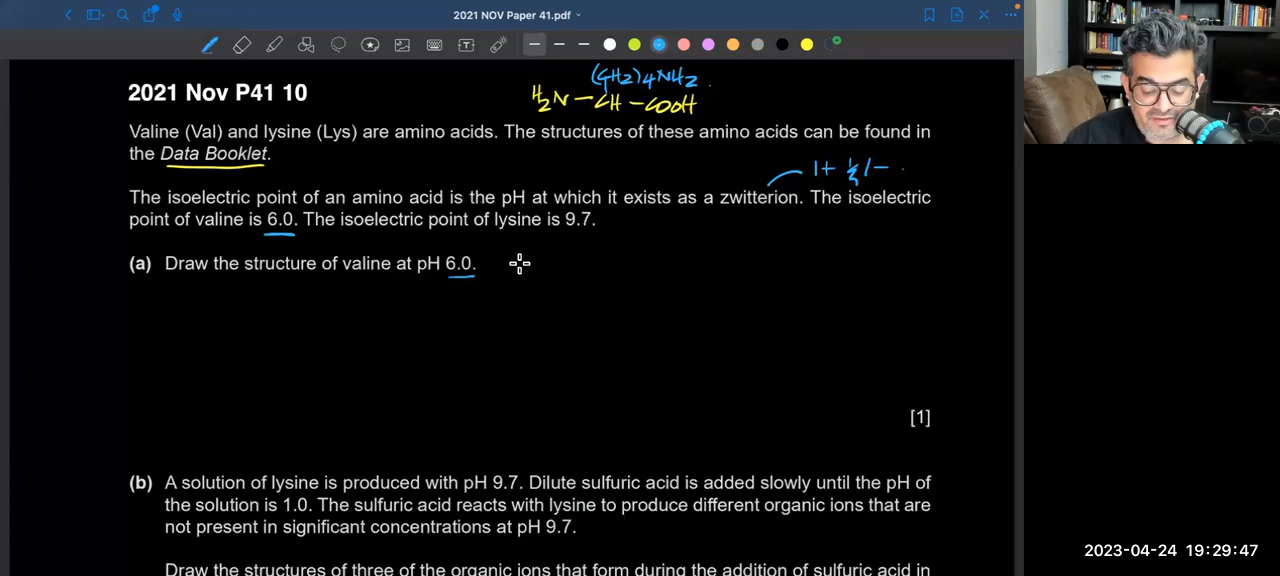 2021 NOV Paper 41.pdf
(CH2)4NH2
H2N-CH-COOH
2021 Nov P41 10
Valine (Val) and lysine (Lys) are amino acids. The structures of these amino acids can be found in
the Data Booklet.
1+ & 1-
The isoelectric point of an amino acid is the pH at which it exists as a zwitterion. The isoelectric
point of valine is 6.0. The isoelectric point of lysine is 9.7.
(a) Draw the structure of valine at pH 6.0.
[1]
(b) A solution of lysine is produced with pH 9.7. Dilute sulfuric acid is added slowly until the pH of
the solution is 1.0. The sulfuric acid reacts with lysine to produce different organic ions that are
not present in significant concentrations at pH 9.7.
Draw the structures of three of the organic ions that form during the addition of sulfuric acid in
2023-04-24 19:29:47